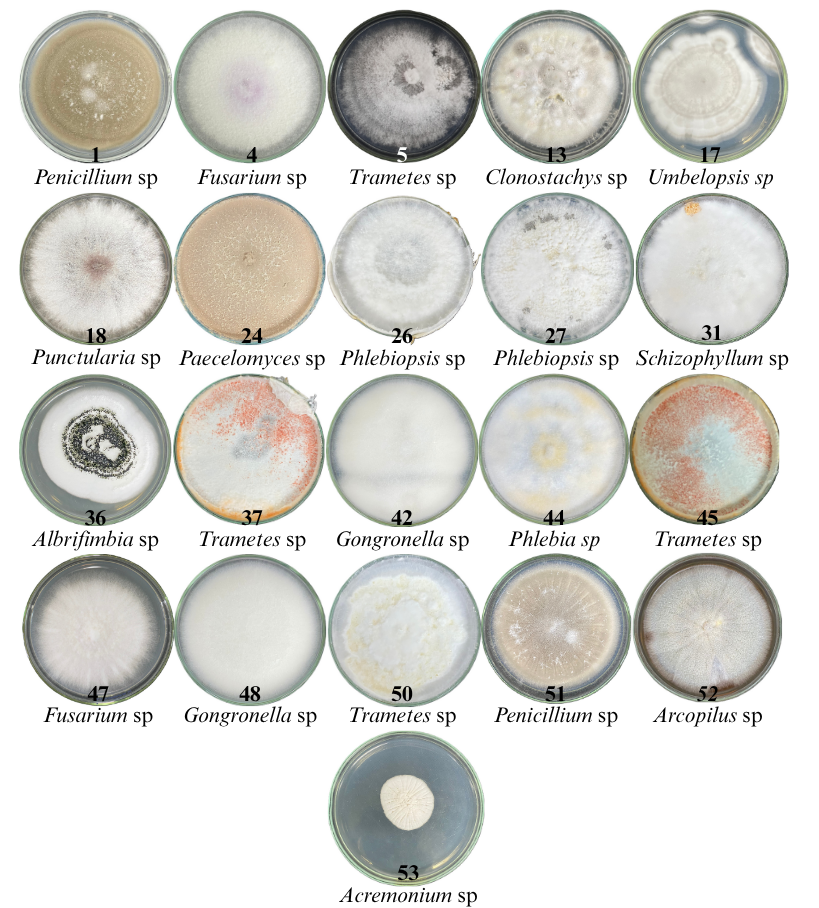 1 4 5 13 17
Penicillium sp Fusarium sp Trametes sp Clonostachys sp Umbelopsis sp
18 24 26 27 31
Punctularia sp Paecelomyces sp Phlebiopsis sp Phlebiopsis sp Schizophyllum sp
36 37 42 44 45
Albrifimbia sp Trametes sp Gongronella sp Phlebia sp Trametes sp
47 48 50 51 52
Fusarium sp Gongronella sp Trametes sp Penicillium sp Arcopilus sp
53
Acremonium sp